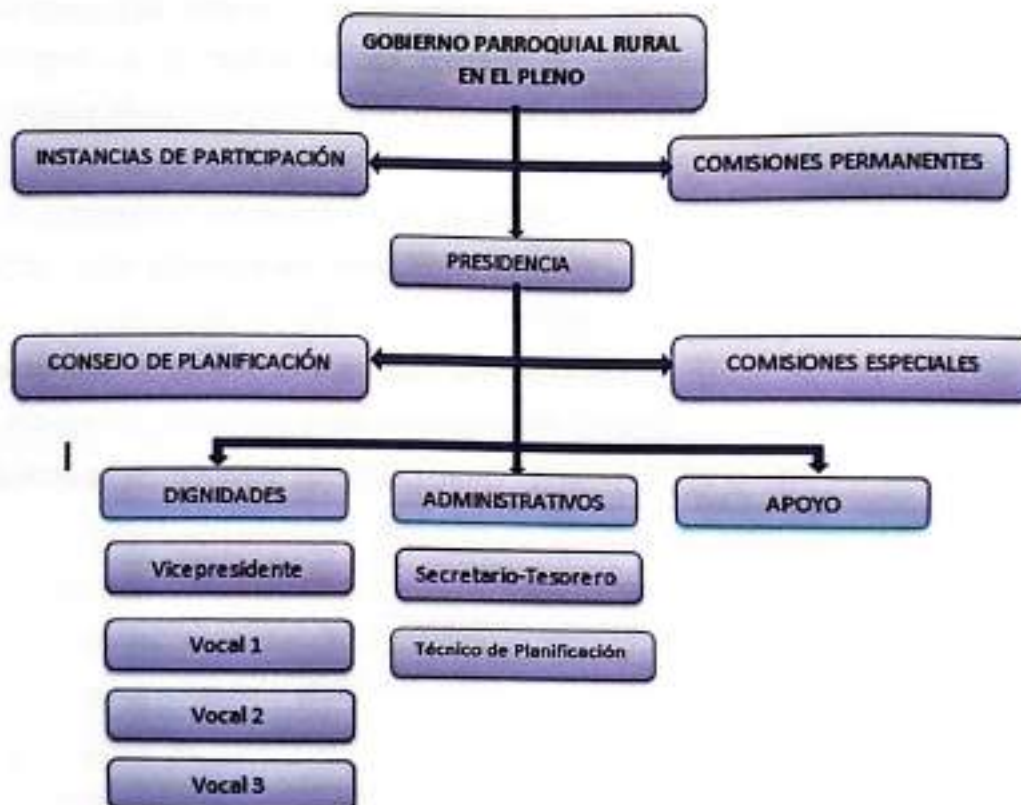 GOBIERNO PARROQUIAL RURAL
EN EL PLENO
INSTANCIAS DE PARTICIPACIÓN
COMISIONES PERMANENTES
PRESIDENCIA
CONSEJO DE PLANIFICACIÓN
COMISIONES ESPECIALES
DIGNIDADES
ADMINISTRATIVOS
APOYO
Vicepresidente
Secretario-Tesorero
Vocal 1
Técnico de Planificación
Vocal 2
Vocal 3